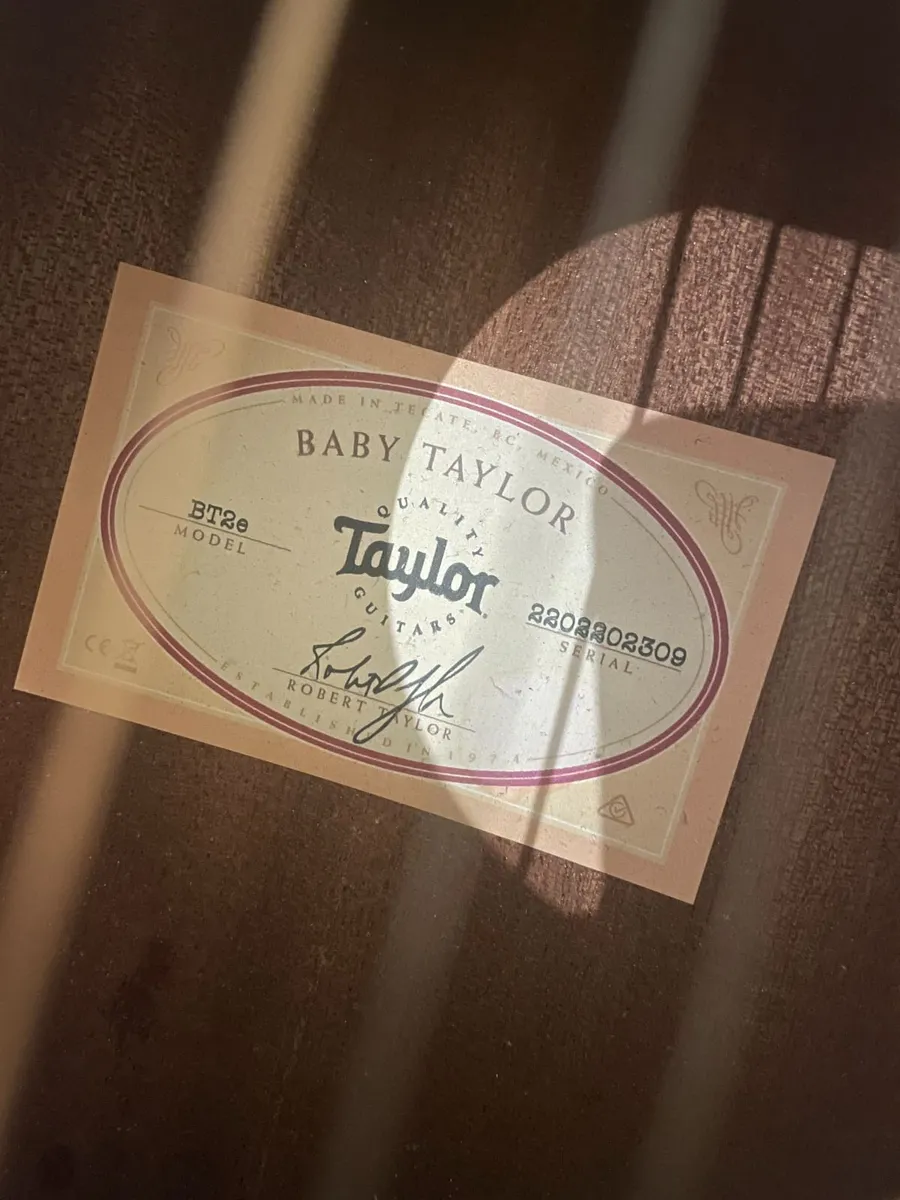 MADE IN TECATE, BC, MEXICO
BABY TAYLOR
BT2e
MODEL
QUALITY
Taylor
GUITARS
2202202309
SERIAL
ROBERT TAYLOR
ESTABLISHED IN 1974
CE